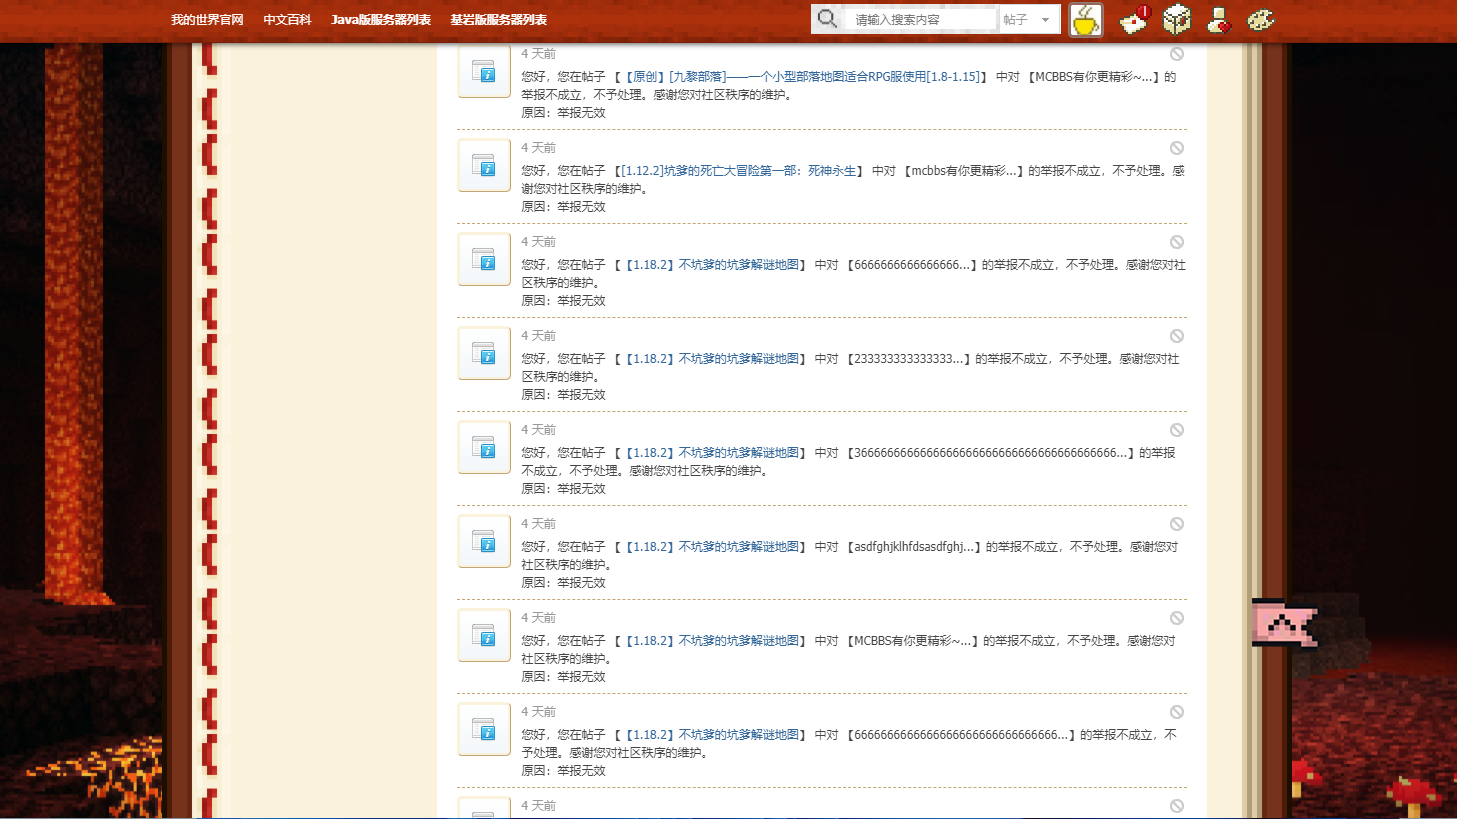 我的世界官网 中文百科 Java版服务器列表 基岩版服务器列表 请输入搜索内容 帖子
4 天前
您好，您在帖子 【【原创】[九黎部落]——一个小型部落地图适合RPG服使用[1.8-1.15]】 中对 【MCBBS有你更精彩~...】的
举报不成立，不予处理。感谢您对社区秩序的维护。
原因：举报无效
4 天前
您好，您在帖子 【[1.12.2]坑爹的死亡大冒险第一部：死神永生】 中对 【mcbbs有你更精彩...】的举报不成立，不予处理。感
谢您对社区秩序的维护。
原因：举报无效
4 天前
您好，您在帖子 【【1.18.2】不坑爹的坑爹解谜地图】 中对 【6666666666666666...】的举报不成立，不予处理。感谢您对社
区秩序的维护。
原因：举报无效
4 天前
您好，您在帖子 【【1.18.2】不坑爹的坑爹解谜地图】 中对 【233333333333333...】的举报不成立，不予处理。感谢您对社
区秩序的维护。
原因：举报无效
4 天前
您好，您在帖子 【【1.18.2】不坑爹的坑爹解谜地图】 中对 【36666666666666666666666666666666666666666...】的举报
不成立，不予处理。感谢您对社区秩序的维护。
原因：举报无效
4 天前
您好，您在帖子 【【1.18.2】不坑爹的坑爹解谜地图】 中对 【asdfghjklhfdsasdfghj...】的举报不成立，不予处理。感谢您对
社区秩序的维护。
原因：举报无效
4 天前
您好，您在帖子 【【1.18.2】不坑爹的坑爹解谜地图】 中对 【MCBBS有你更精彩~...】的举报不成立，不予处理。感谢您对
社区秩序的维护。
原因：举报无效
4 天前
您好，您在帖子 【【1.18.2】不坑爹的坑爹解谜地图】 中对 【6666666666666666666666666666666...】的举报不成立，不
予处理。感谢您对社区秩序的维护。
原因：举报无效
4 天前